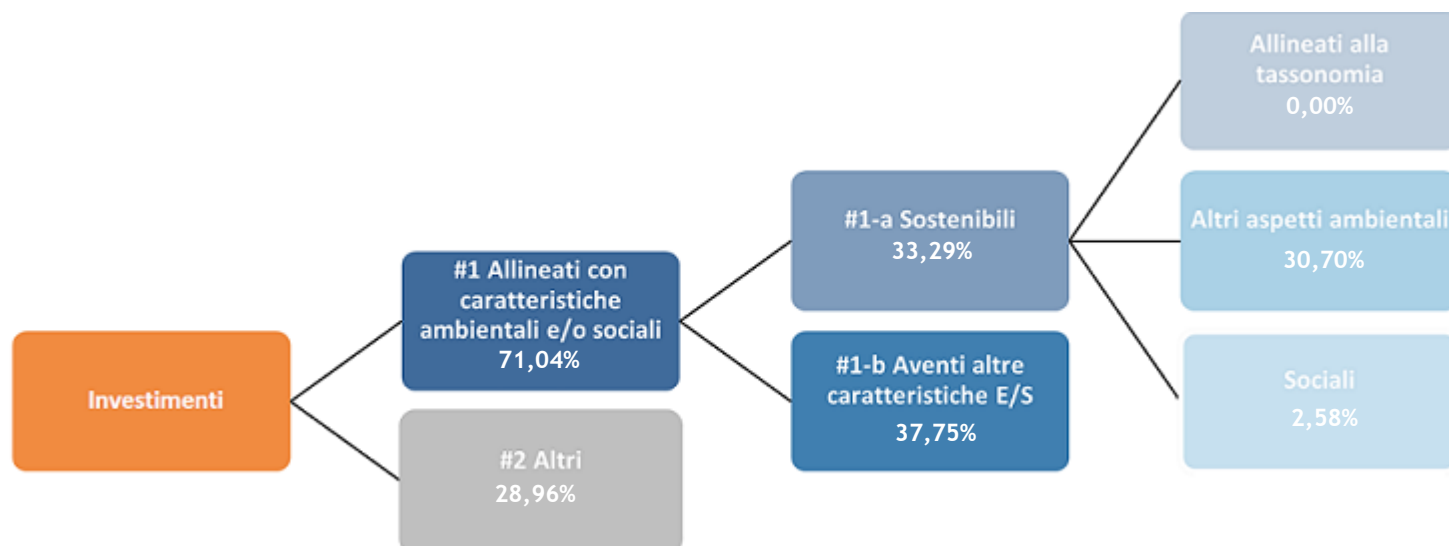 Investimenti
#1 Allineati con
caratteristiche
ambientali e/o sociali
71,04%
#2 Altri
28,96%
#1-a Sostenibili
33,29%
#1-b Aventi altre
caratteristiche E/S
37,75%
Allineati alla
tassonomia
0,00%
Altri aspetti ambientali
30,70%
Sociali
2,58%